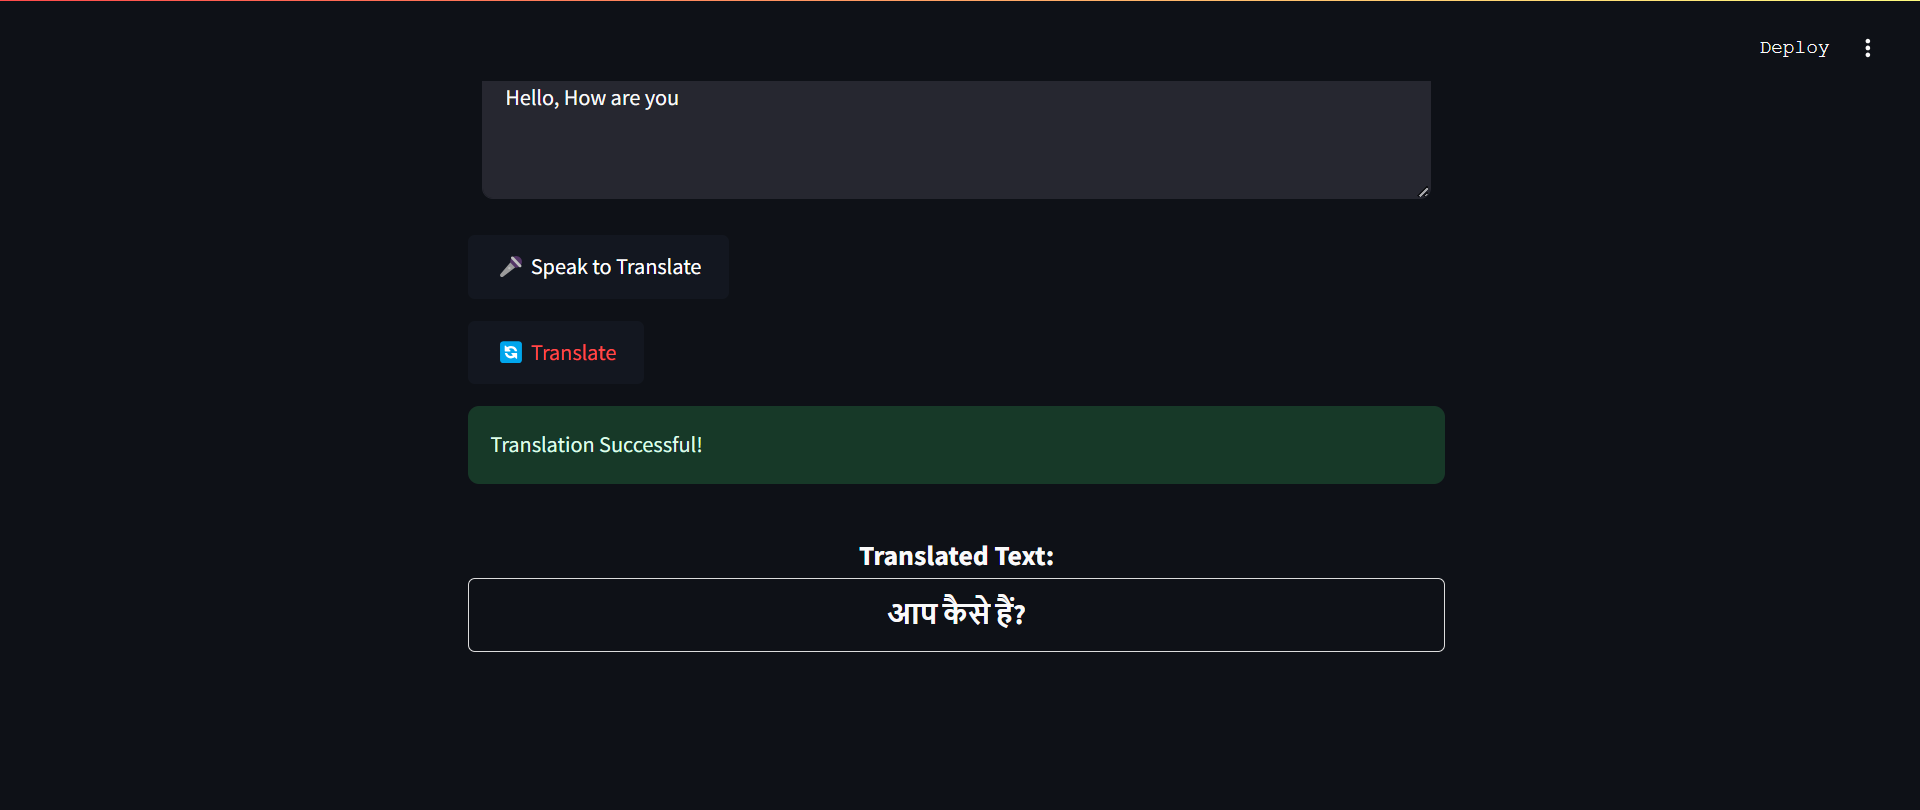 Deploy
Hello, How are you
Speak to Translate
Translate
Translation Successful!
Translated Text:
आप कैसे हैं?